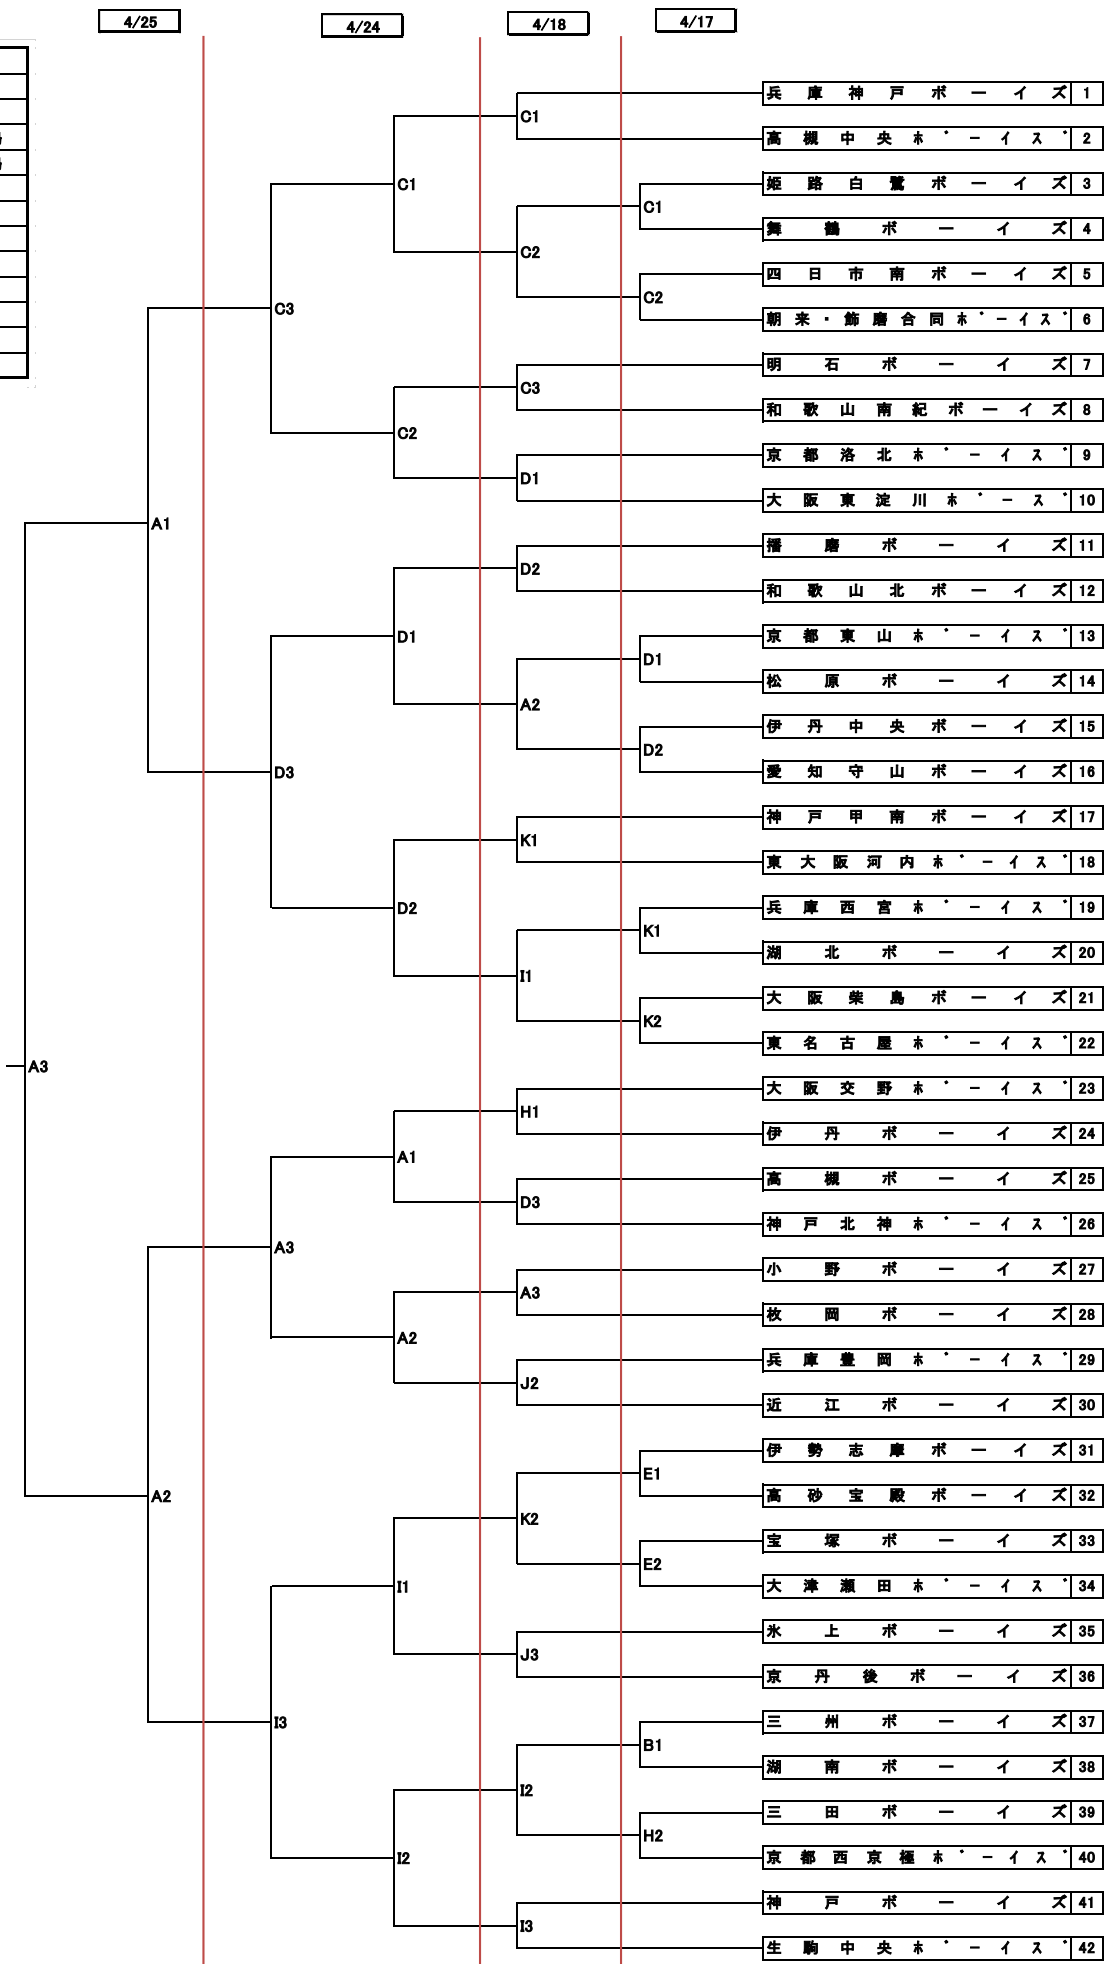 4/25
4/24
4/18
4/17
兵庫神戸ボーイズ 1
C1
高槻中央ボーイズ 2
C1
姫路白鷺ボーイズ 3
C1
舞鶴ボーイズ 4
C2
四日市南ボーイズ 5
C2
C3
朝来・飾磨合同ボーイズ 6
明石ボーイズ 7
C3
和歌山南紀ボーイズ 8
C2
京都洛北ボーイズ 9
D1
大阪東淀川ボーズ 10
A1
播磨ボーイズ 11
D2
和歌山北ボーイズ 12
京都東山ボーイズ 13
D1
D1
松原ボーイズ 14
A2
伊丹中央ボーイズ 15
D2
愛知守山ボーイズ 16
D3
神戸甲南ボーイズ 17
K1
東大阪河内ボーイズ 18
兵庫西宮ボーイズ 19
D2
K1
湖北ボーイズ 20
I1
大阪柴島ボーイズ 21
K2
東名古屋ボーイズ 22
A3
大阪交野ボーイズ 23
H1
伊丹ボーイズ 24
A1
高槻ボーイズ 25
D3
神戸北神ボーイズ 26
A3
小野ボーイズ 27
A3
枚岡ボーイズ 28
A2
兵庫豊岡ボーイズ 29
J2
近江ボーイズ 30
伊勢志摩ボーイズ 31
E1
高砂宝殿ボーイズ 32
A2
K2
宝塚ボーイズ 33
E2
大津瀬田ボーイズ 34
I1
氷上ボーイズ 35
J3
京丹後ボーイズ 36
三州ボーイズ 37
I3
B1
湖南ボーイズ 38
I2
三田ボーイズ 39
H2
京都西京極ボーイズ 40
I2
神戸ボーイズ 41
I3
生駒中央ボーイズ 42